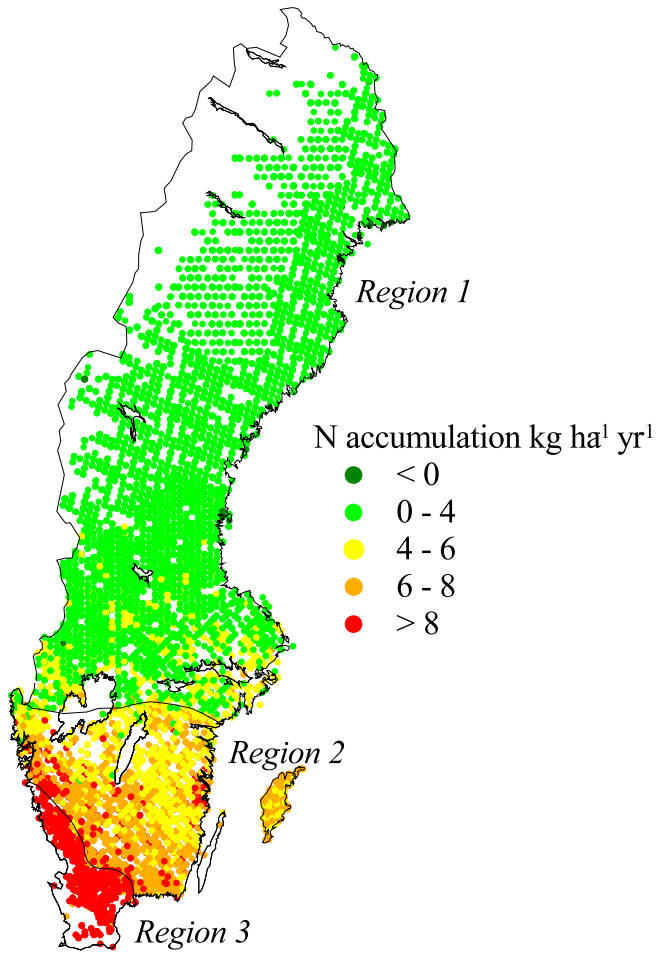 Region 1
N accumulation kg ha¹ yr¹
< 0
0 - 4
4 - 6
6 - 8
> 8
Region 2
Region 3